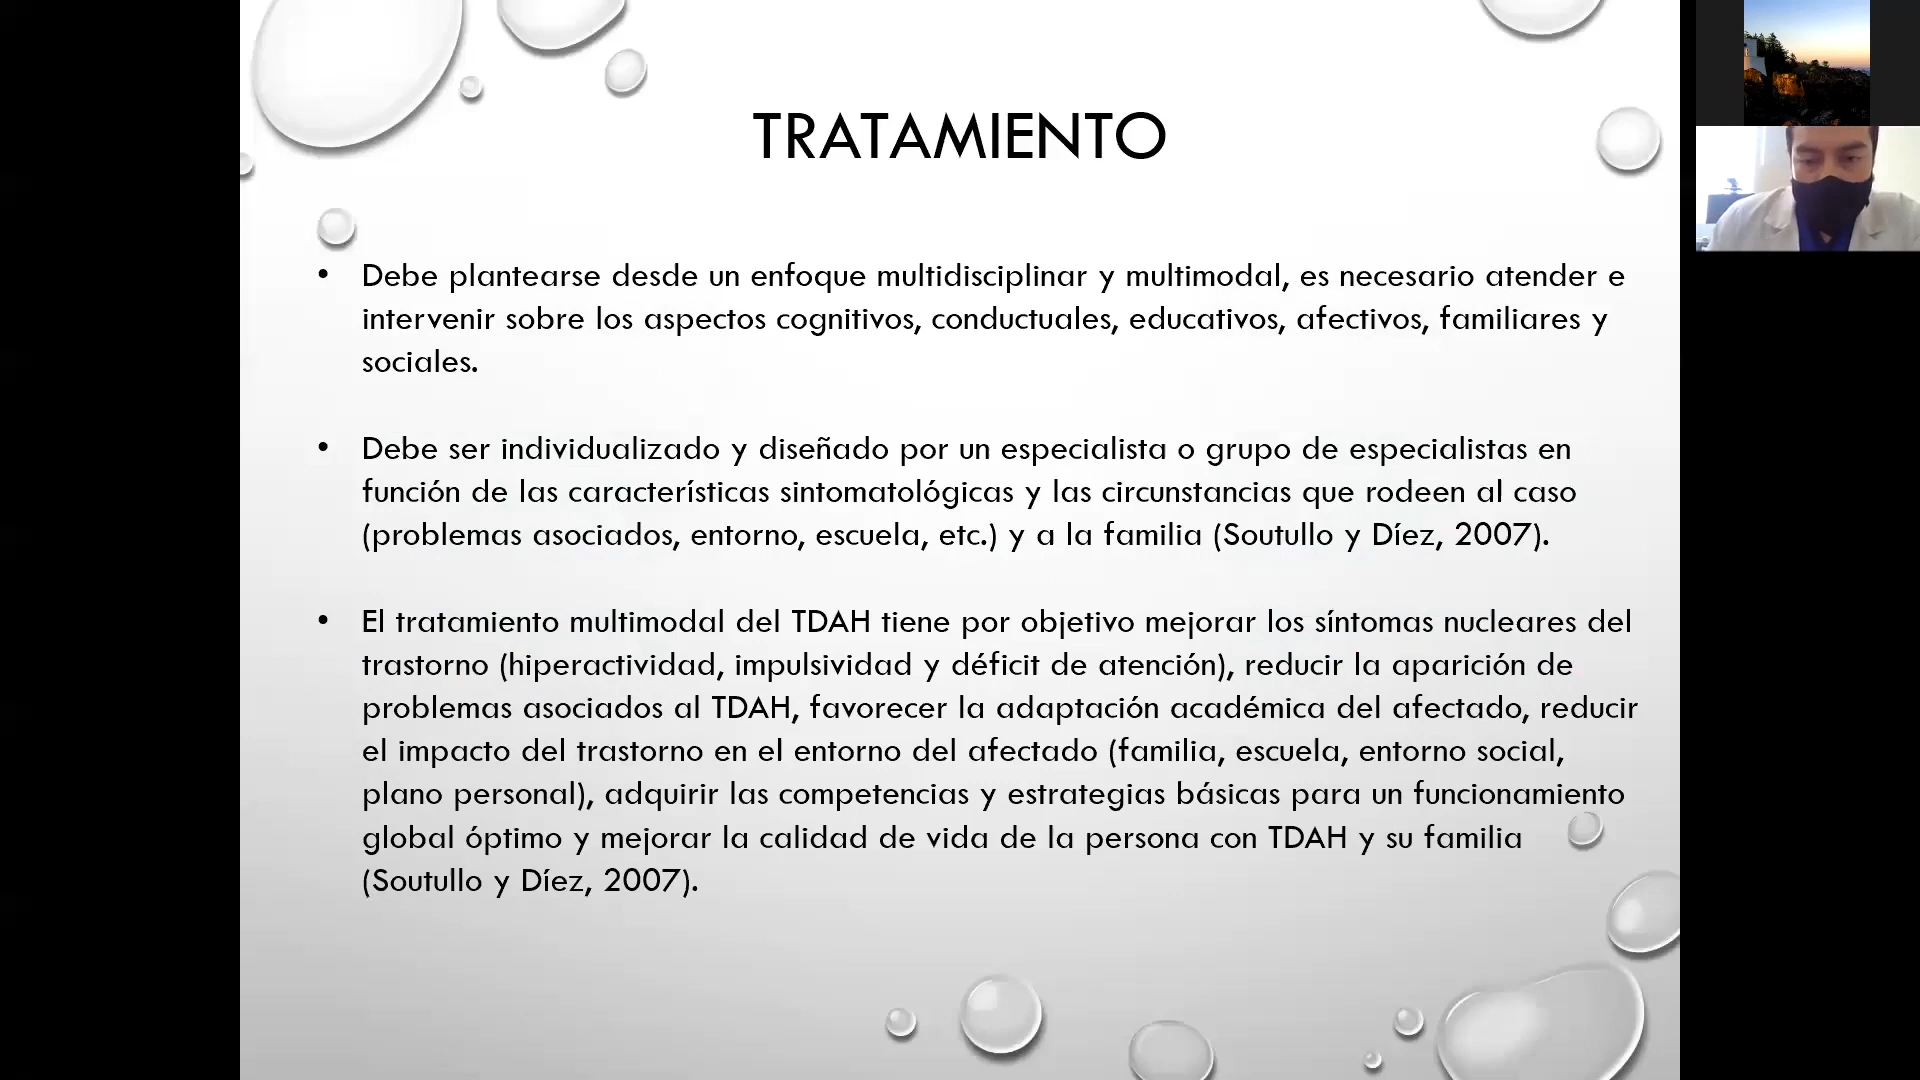 TRATAMIENTO
• Debe plantearse desde un enfoque multidisciplinar y multimodal, es necesario atender e
intervenir sobre los aspectos cognitivos, conductuales, educativos, afectivos, familiares y
sociales.
• Debe ser individualizado y diseñado por un especialista o grupo de especialistas en
función de las características sintomatológicas y las circunstancias que rodeen al caso
(problemas asociados, entorno, escuela, etc.) y a la familia (Soutullo y Díez, 2007).
• El tratamiento multimodal del TDAH tiene por objetivo mejorar los síntomas nucleares del
trastorno (hiperactividad, impulsividad y déficit de atención), reducir la aparición de
problemas asociados al TDAH, favorecer la adaptación académica del afectado, reducir
el impacto del trastorno en el entorno del afectado (familia, escuela, entorno social,
plano personal), adquirir las competencias y estrategias básicas para un funcionamiento
global óptimo y mejorar la calidad de vida de la persona con TDAH y su familia
(Soutullo y Díez, 2007).